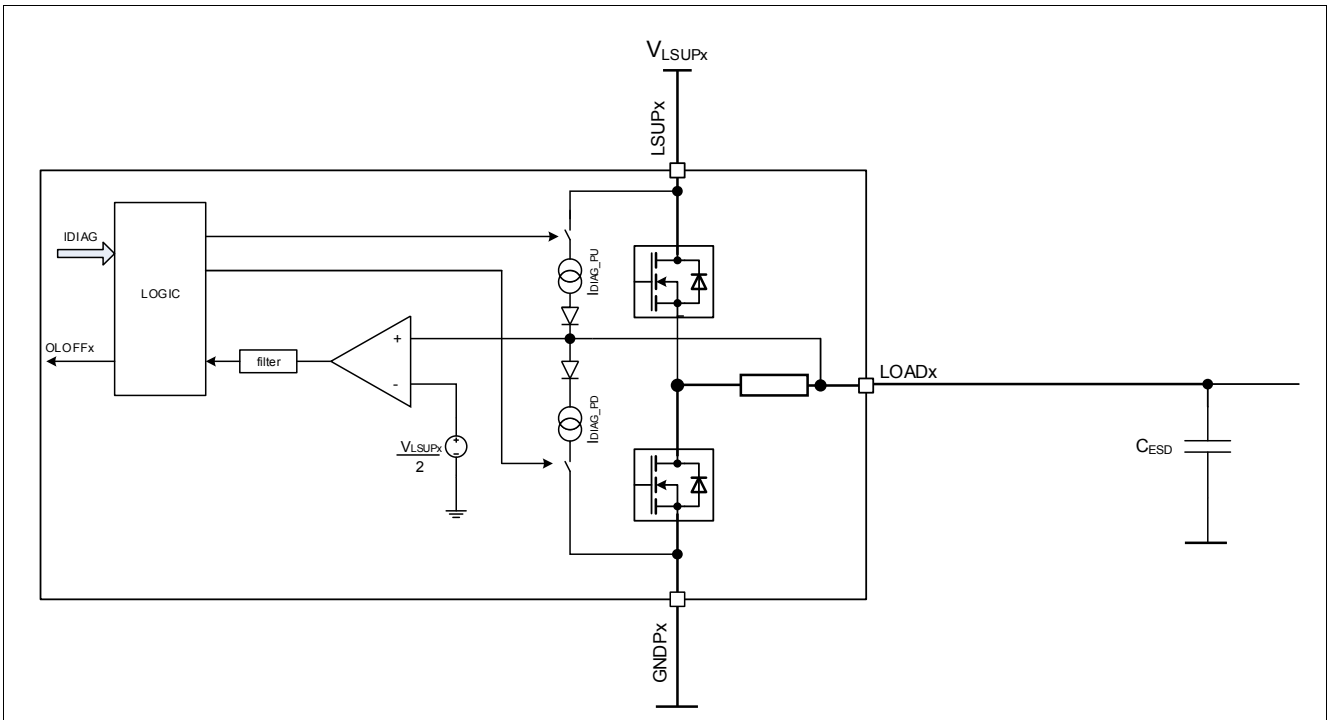 VLSUPx
LSUPx
IDIAG
LOGIC
OLOFFx
filter
+
-
VLSUPx
2
+
-
IDIAG_PU
IDIAG_PD
LOADx
CESD
GNDPx